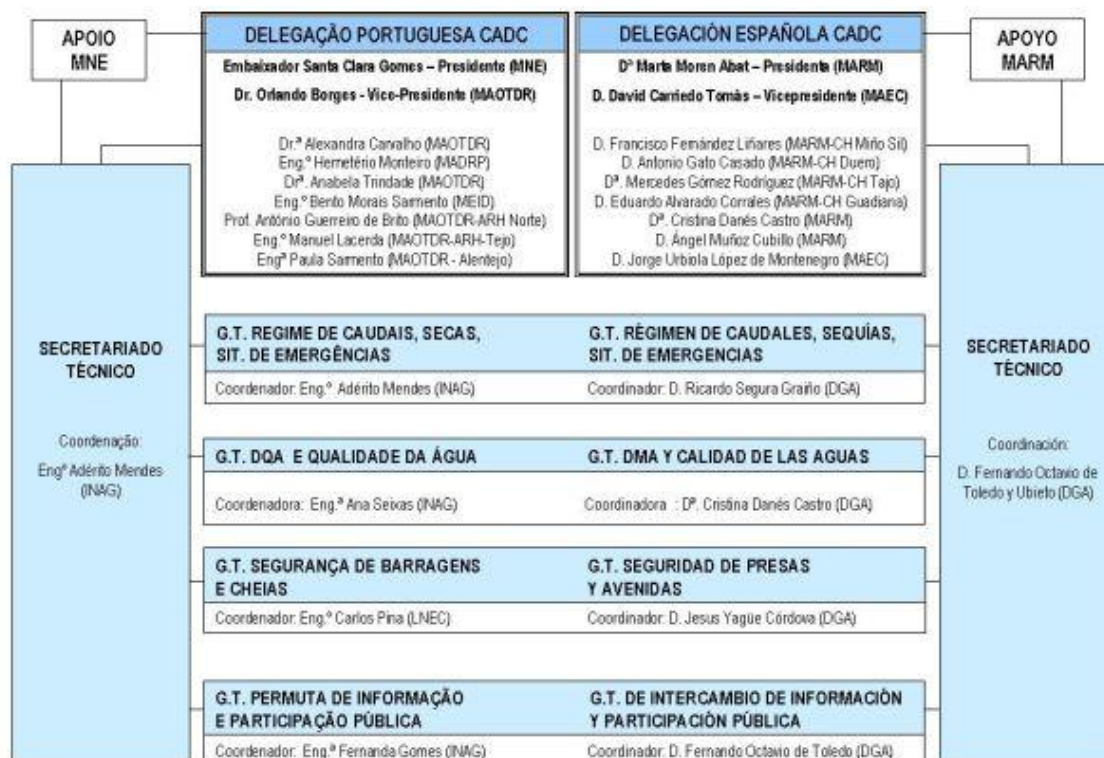 APOIO
MNE
DELEGAÇÃO PORTUGUESA CADC
Embaixador Santa Clara Gomes – Presidente (MNE)
Dr. Orlando Borges - Vice-Presidente (MAOTDR)
Dr.ª Alexandra Carvalho (MAOTDR)
Eng.º Hemetério Monteiro (MADRP)
Drª. Anabela Trindade (MAOTDR)
Eng.º Bento Morais Sarmento (MEID)
Prof. António Guerreiro de Brito (MAOTDR-ARH Norte)
Eng.º Manuel Lacerda (MAOTDR-ARH-Tejo)
Engª Paula Sarmento (MAOTDR - Alentejo)
DELEGACIÓN ESPAÑOLA CADC
Dª Marta Moren Abat – Presidenta (MARM)
D. David Carriedo Tomás – Vicepresidente (MAEC)
D. Francisco Fernández Liñares (MARM-CH Miño Sil)
D. Antonio Gato Casado (MARM-CH Duero)
Dª. Mercedes Gómez Rodríguez (MARM-CH Tajo)
D. Eduardo Alvarado Corrales (MARM-CH Guadiana)
Dª. Cristina Danés Castro (MARM)
D. Ángel Muñoz Cubillo (MARM)
D. Jorge Urbiola López de Montenegro (MAEC)
APOYO
MARM
SECRETARIADO
TÉCNICO
Coordenação:
Engº Adérito Mendes
(INAG)
G.T. REGIME DE CAUDAIS, SECAS,
SIT. DE EMERGÊNCIAS
Coordenador: Eng.º Adérito Mendes (INAG)
G.T. RÉGIMEN DE CAUDALES, SEQUÍAS,
SIT. DE EMERGENCIAS
Coordinador: D. Ricardo Segura Graiño (DGA)
G.T. DQA E QUALIDADE DA ÁGUA
Coordenadora: Eng.ª Ana Seixas (INAG)
G.T. DMA Y CALIDAD DE LAS AGUAS
Coordinadora : Dª. Cristina Danés Castro (DGA)
G.T. SEGURANÇA DE BARRAGENS
E CHEIAS
Coordenador: Eng.º Carlos Pina (LNEC)
G.T. SEGURIDAD DE PRESAS
Y AVENIDAS
Coordinador: D. Jesus Yagüe Córdova (DGA)
G.T. PERMUTA DE INFORMAÇÃO
E PARTICIPAÇÃO PÚBLICA
Coordenador: Eng.ª Fernanda Gomes (INAG)
G.T. DE INTERCAMBIO DE INFORMACIÓN
Y PARTICIPACIÓN PÚBLICA
Coordinador: D. Fernando Octavio de Toledo (DGA)
SECRETARIADO
TÉCNICO
Coordinación:
D. Fernando Octavio de
Toledo y Ubieto (DGA)